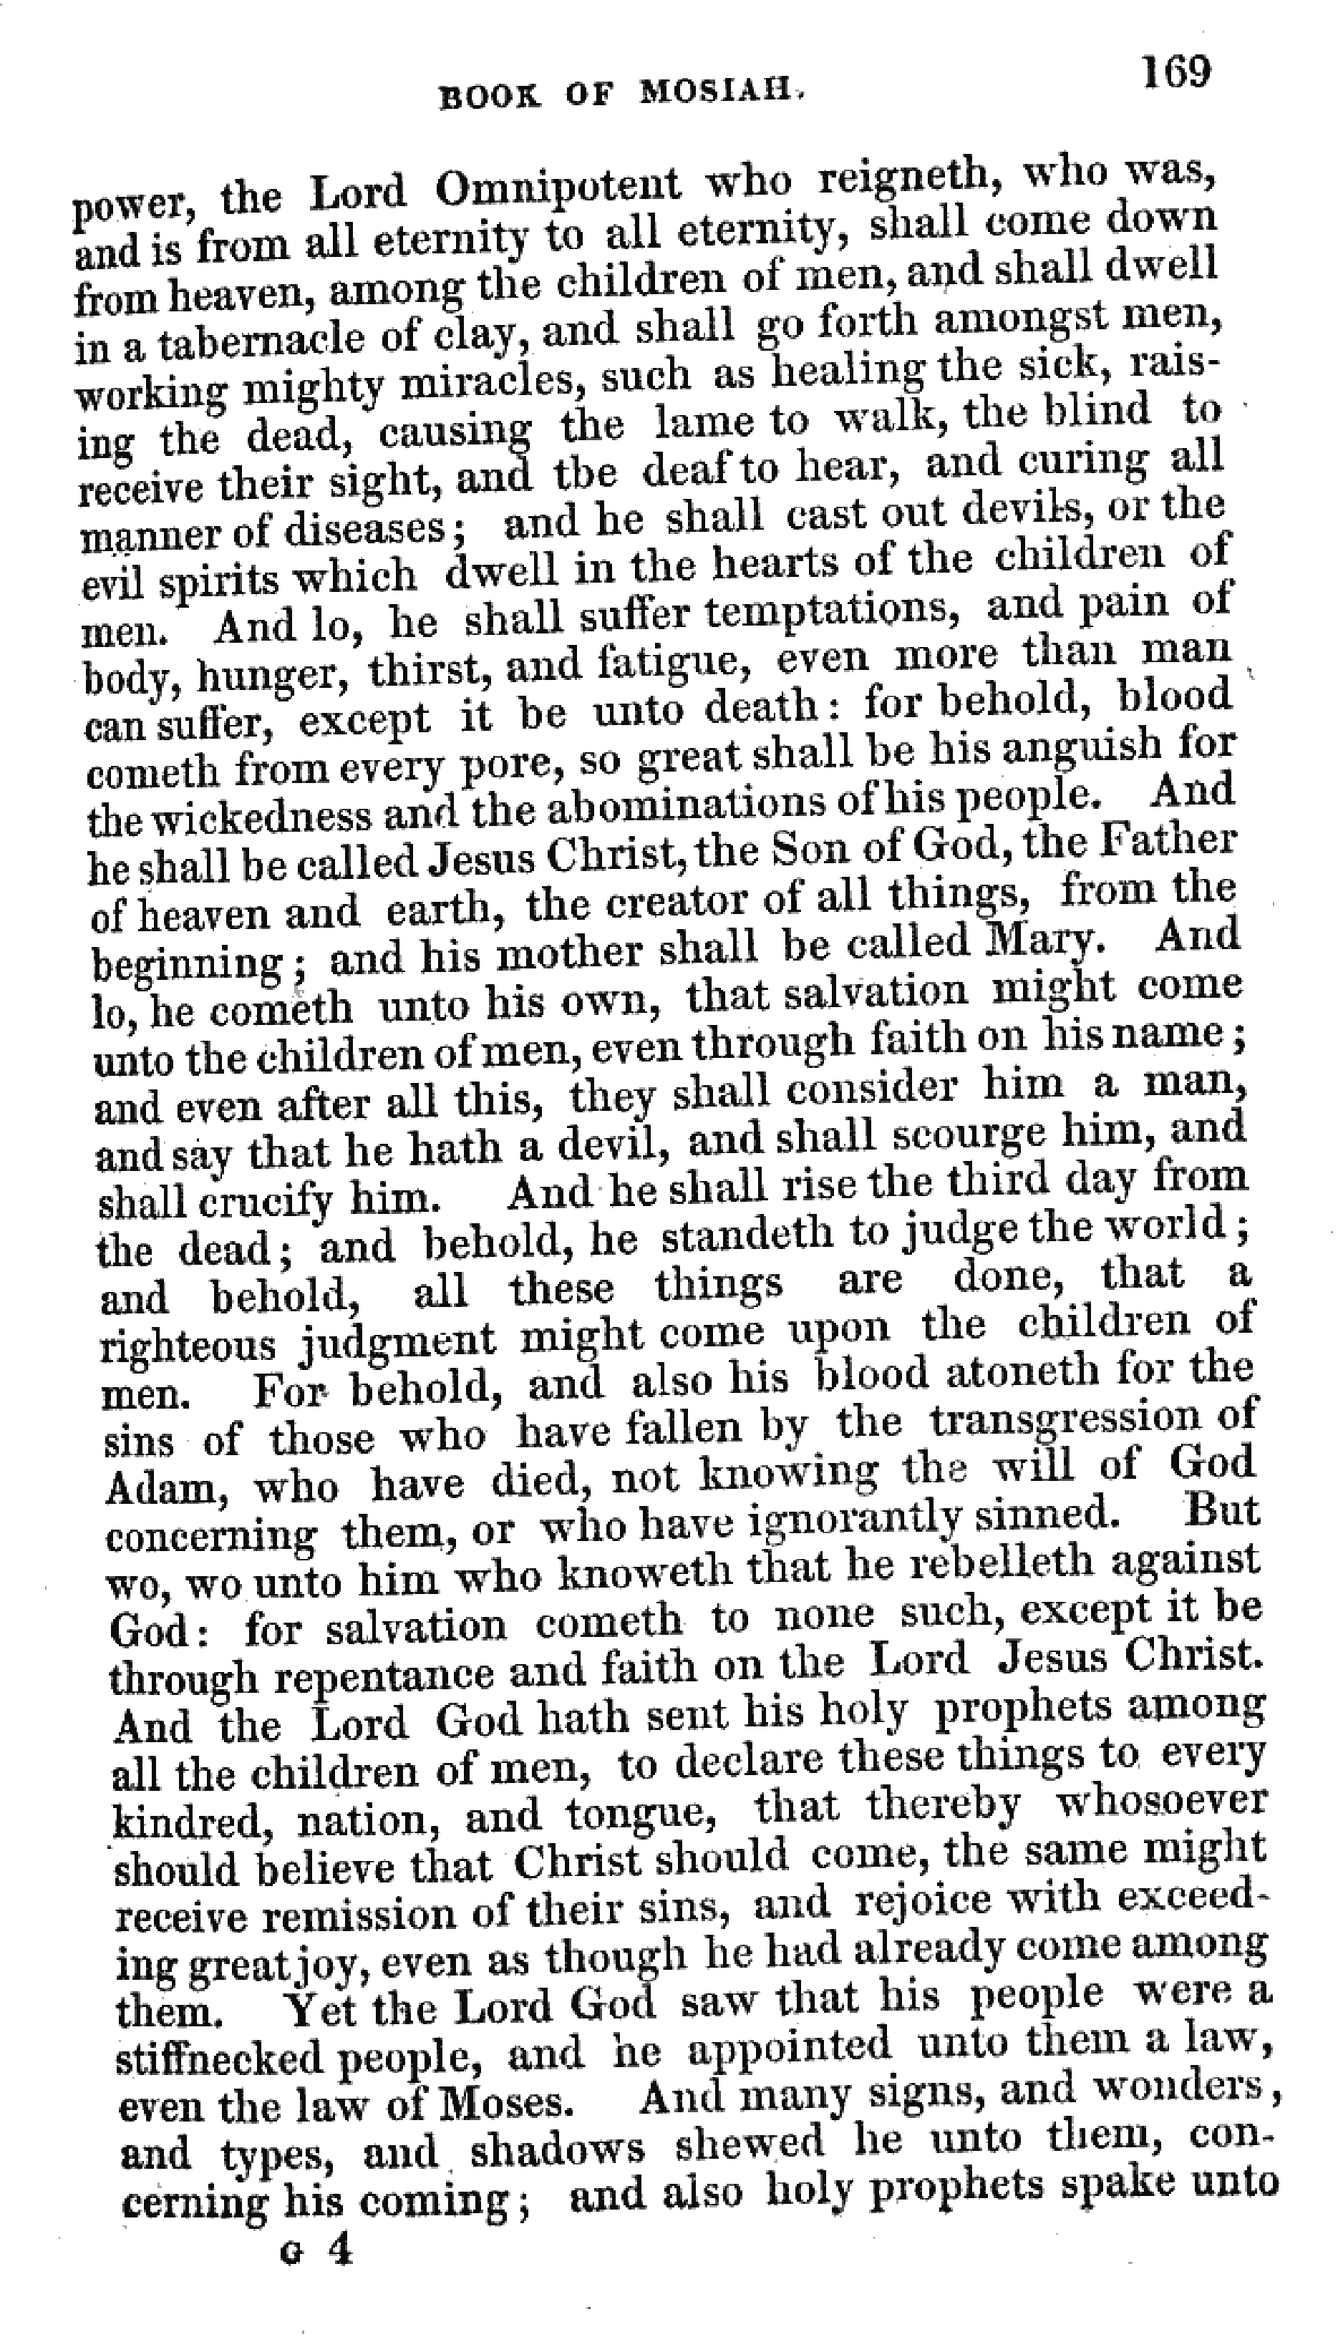 BOOK OF MOSIAH. 169
power, the Lord Omnipotent who reigneth, who was,
and is from all eternity to all eternity, shall come down
from heaven, among the children of men, and shall dwell
in a tabernacle of clay, and shall go forth amongst men,
working mighty miracles, such as healing the sick, rais-
ing the dead, causing the lame to walk, the blind to
receive their sight, and tbe deaf to hear, and curing all
manner of diseases; and he shall cast out devils, or the
evil spirits which dwell in the hearts of the children of
men. And lo, he shall suffer temptations, and pain of
body, hunger, thirst, and fatigue, even more than man
can suffer, except it be unto death: for behold, blood
cometh from every pore, so great shall be his anguish for
the wickedness and the abominations of his people. And
he shall be called Jesus Christ, the Son of God, the Father
of heaven and earth, the creator of all things, from the
beginning; and his mother shall be called Mary. And
lo, he cometh unto his own, that salvation might come
unto the children of men, even through faith on his name;
and even after all this, they shall consider him a man,
and say that he hath a devil, and shall scourge him, and
shall crucify him. And he shall rise the third day from
the dead; and behold, he standeth to judge the world;
and behold, all these things are done, that a
righteous judgment might come upon the children of
men. For behold, and also his blood atoneth for the
sins of those who have fallen by the transgression of
Adam, who have died, not knowing the will of God
concerning them, or who have ignorantly sinned. But
wo, wo unto him who knoweth that he rebelleth against
God: for salvation cometh to none such, except it be
through repentance and faith on the Lord Jesus Christ.
And the Lord God hath sent his holy prophets among
all the children of men, to declare these things to every
kindred, nation, and tongue, that thereby whosoever
should believe that Christ should come, the same might
receive remission of their sins, and rejoice with exceed-
ing great joy, even as though he had already come among
them. Yet the Lord God saw that his people were a
stiffnecked people, and he appointed unto them a law,
even the law of Moses. And many signs, and wonders,
and types, and shadows shewed he unto them, con-
cerning his coming; and also holy prophets spake unto
G 4